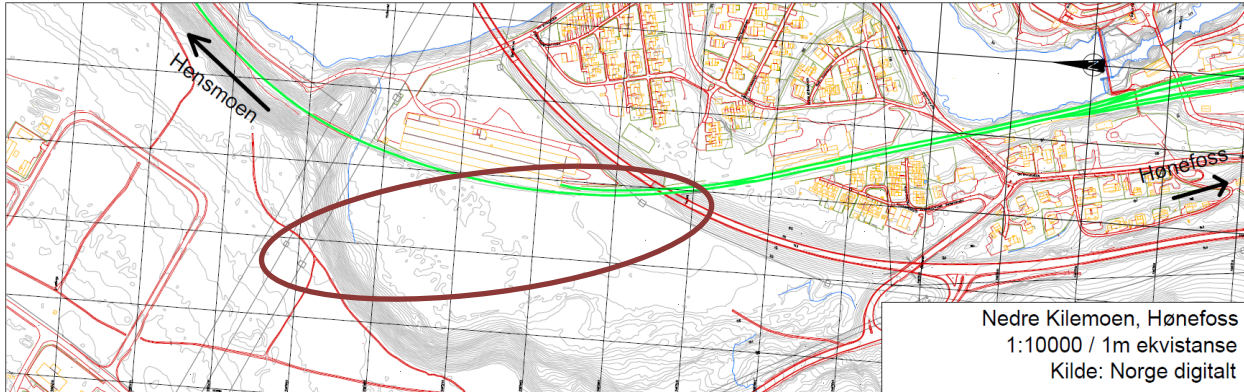 Hensmoen
Hønefoss
Nedre Kilemoen, Hønefoss
1:10000 / 1m ekvistanse
Kilde: Norge digitalt